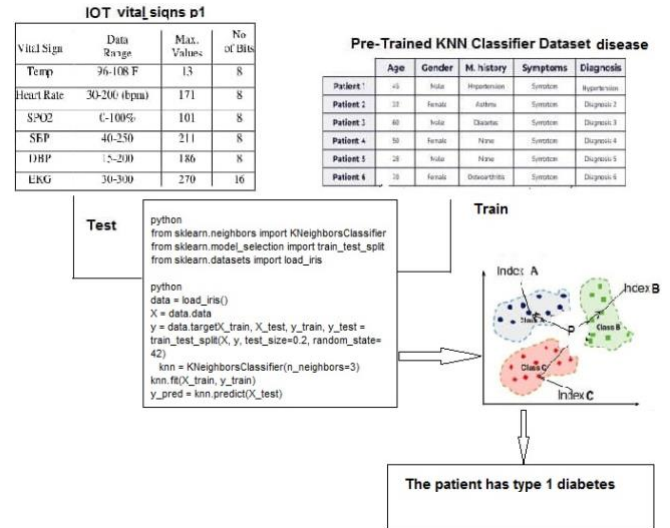 IOT vital signs p1
Vital Sign Data Range Max. Values No of Bits
Temp 96-108 F 13 8
Heart Rate 30-200 (bpm) 171 8
SPO2 0-100% 101 8
SBP 40-250 211 8
DBP 15-200 186 8
EKG 30-300 270 16
Pre-Trained KNN Classifier Dataset disease
Age Gender M. history Symptoms Diagnosis
Patient 1 45 Male Hypertension Symptom Hypertension
Patient 2 Female Asthma Symptom Diagnosis 2
Patient 3 60 Male Diabetes Symptom Diagnosis 3
Patient 4 50 Female None Symptom Diagnosis 4
Patient 5 Male None Symptom Diagnosis 5
Patient 6 Female Osteoarthritis Symptom Diagnosis 6
Test
Train
python
from sklearn.neighbors import KNeighborsClassifier
from sklearn.model_selection import train_test_split
from sklearn.datasets import load_iris
python
data = load_iris()
X = data.data
y = data.targetX_train, X_test, y_train, y_test =
train_test_split(X, y, test_size=0.2, random_state=
42)
knn = KNeighborsClassifier(n_neighbors=3)
knn.fit(X_train, y_train)
y_pred = knn.predict(X_test)
Index A
Index B
Class A
P
Class B
Class C
Index C
The patient has type 1 diabetes